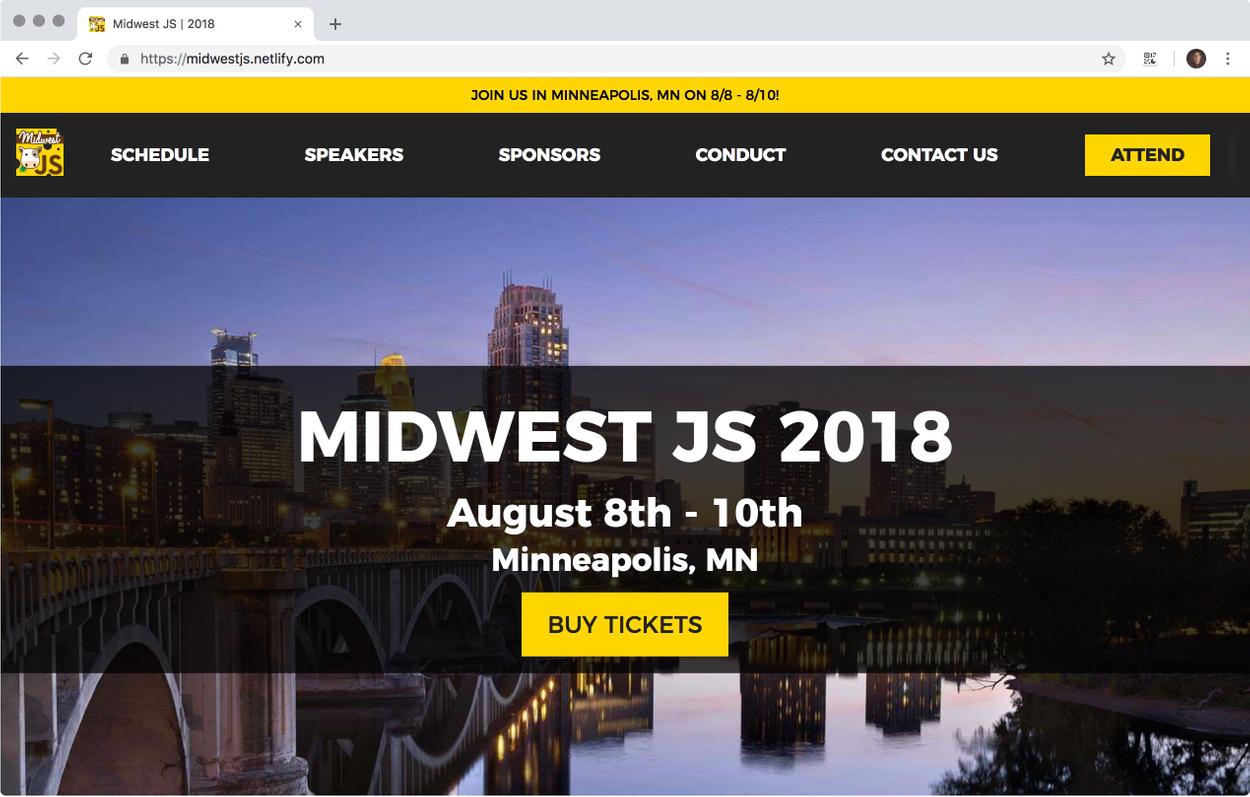 Midwest JS | 2018
https://midwestjs.netlify.com
JOIN US IN MINNEAPOLIS, MN ON 8/8 - 8/10!
Midwest
JS
SCHEDULE
SPEAKERS
SPONSORS
CONDUCT
CONTACT US
ATTEND
MIDWEST JS 2018
August 8th - 10th
Minneapolis, MN
BUY TICKETS